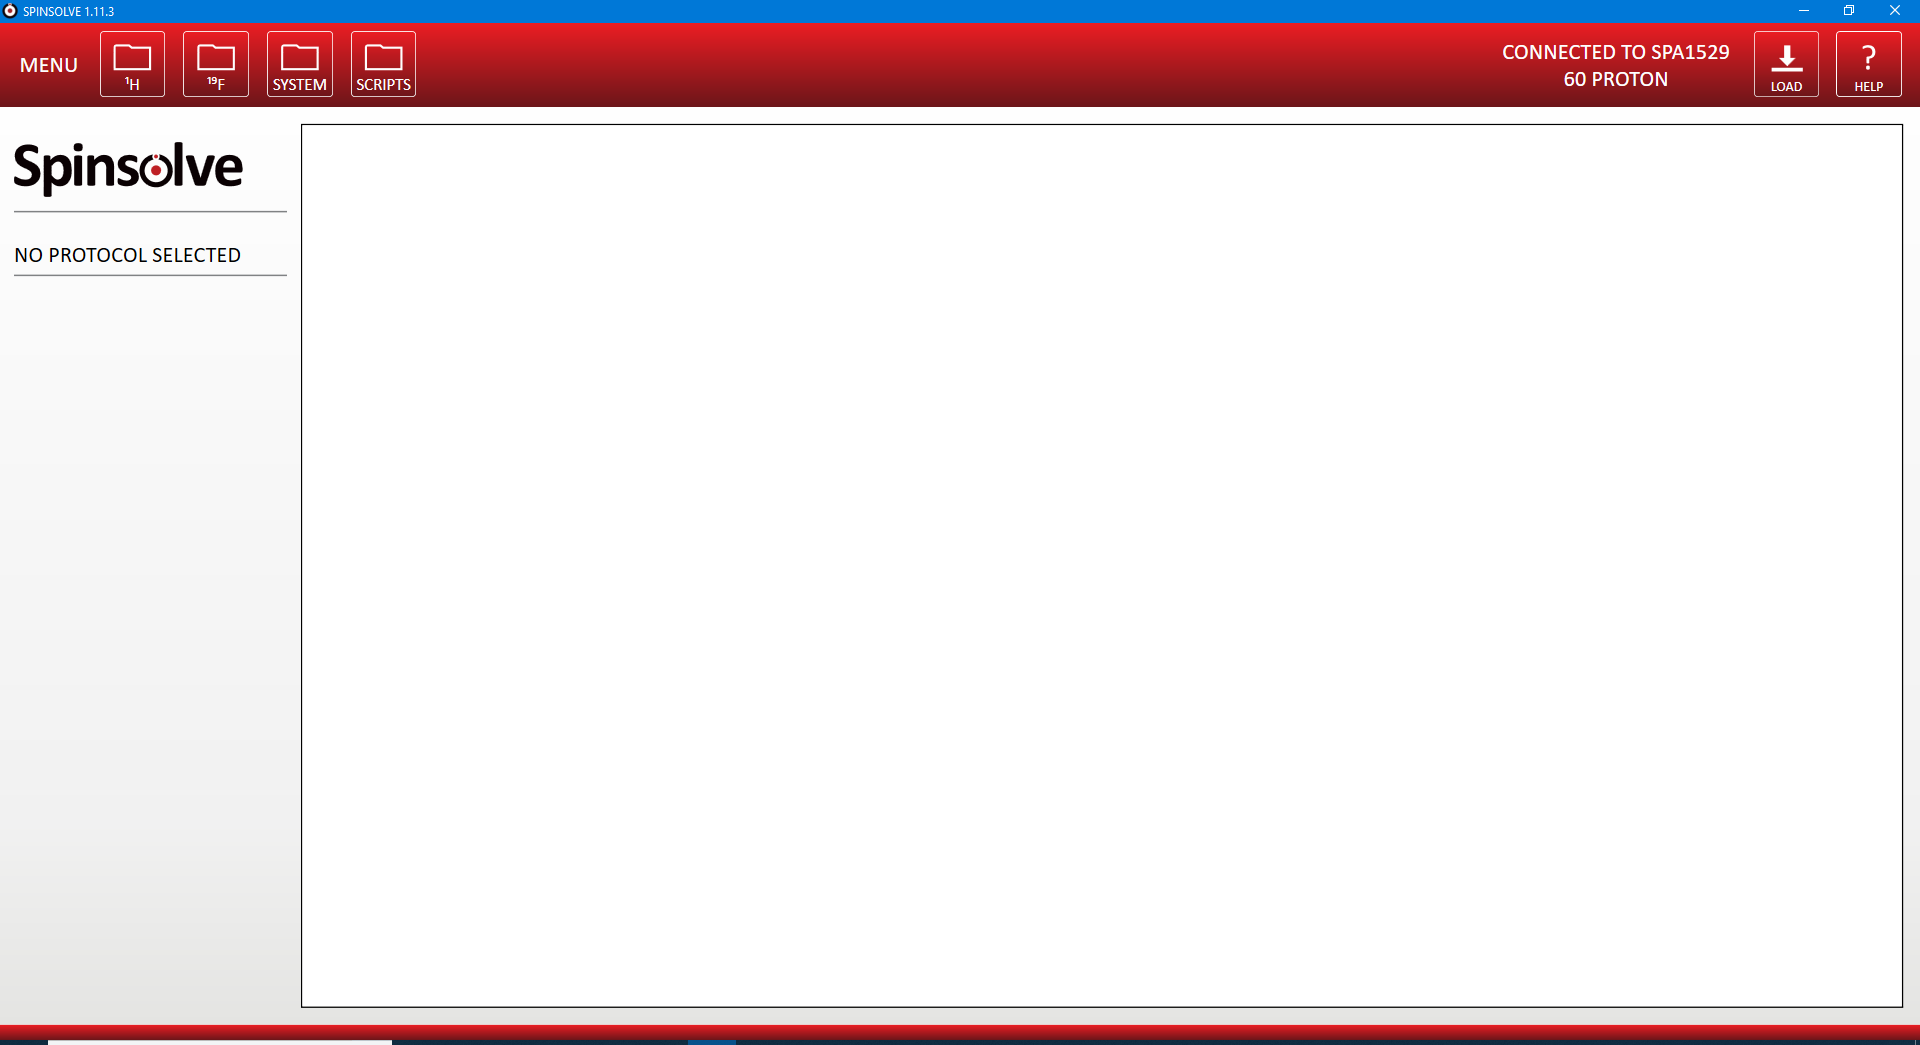 SPINSOLVE 1.11.3
MENU
¹H
¹⁹F
SYSTEM
SCRIPTS
CONNECTED TO SPA1529
60 PROTON
LOAD
?
HELP
Spinsolve
NO PROTOCOL SELECTED